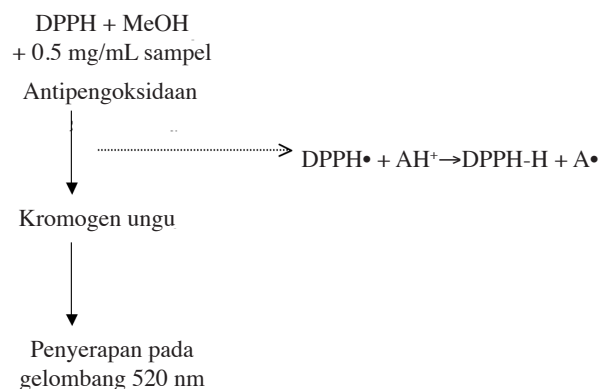 DPPH + MeOH
+ 0.5 mg/mL sampel
Antipengoksidaan
DPPH• + AH⁺→DPPH-H + A•
Kromogen ungu
Penyerapan pada
gelombang 520 nm